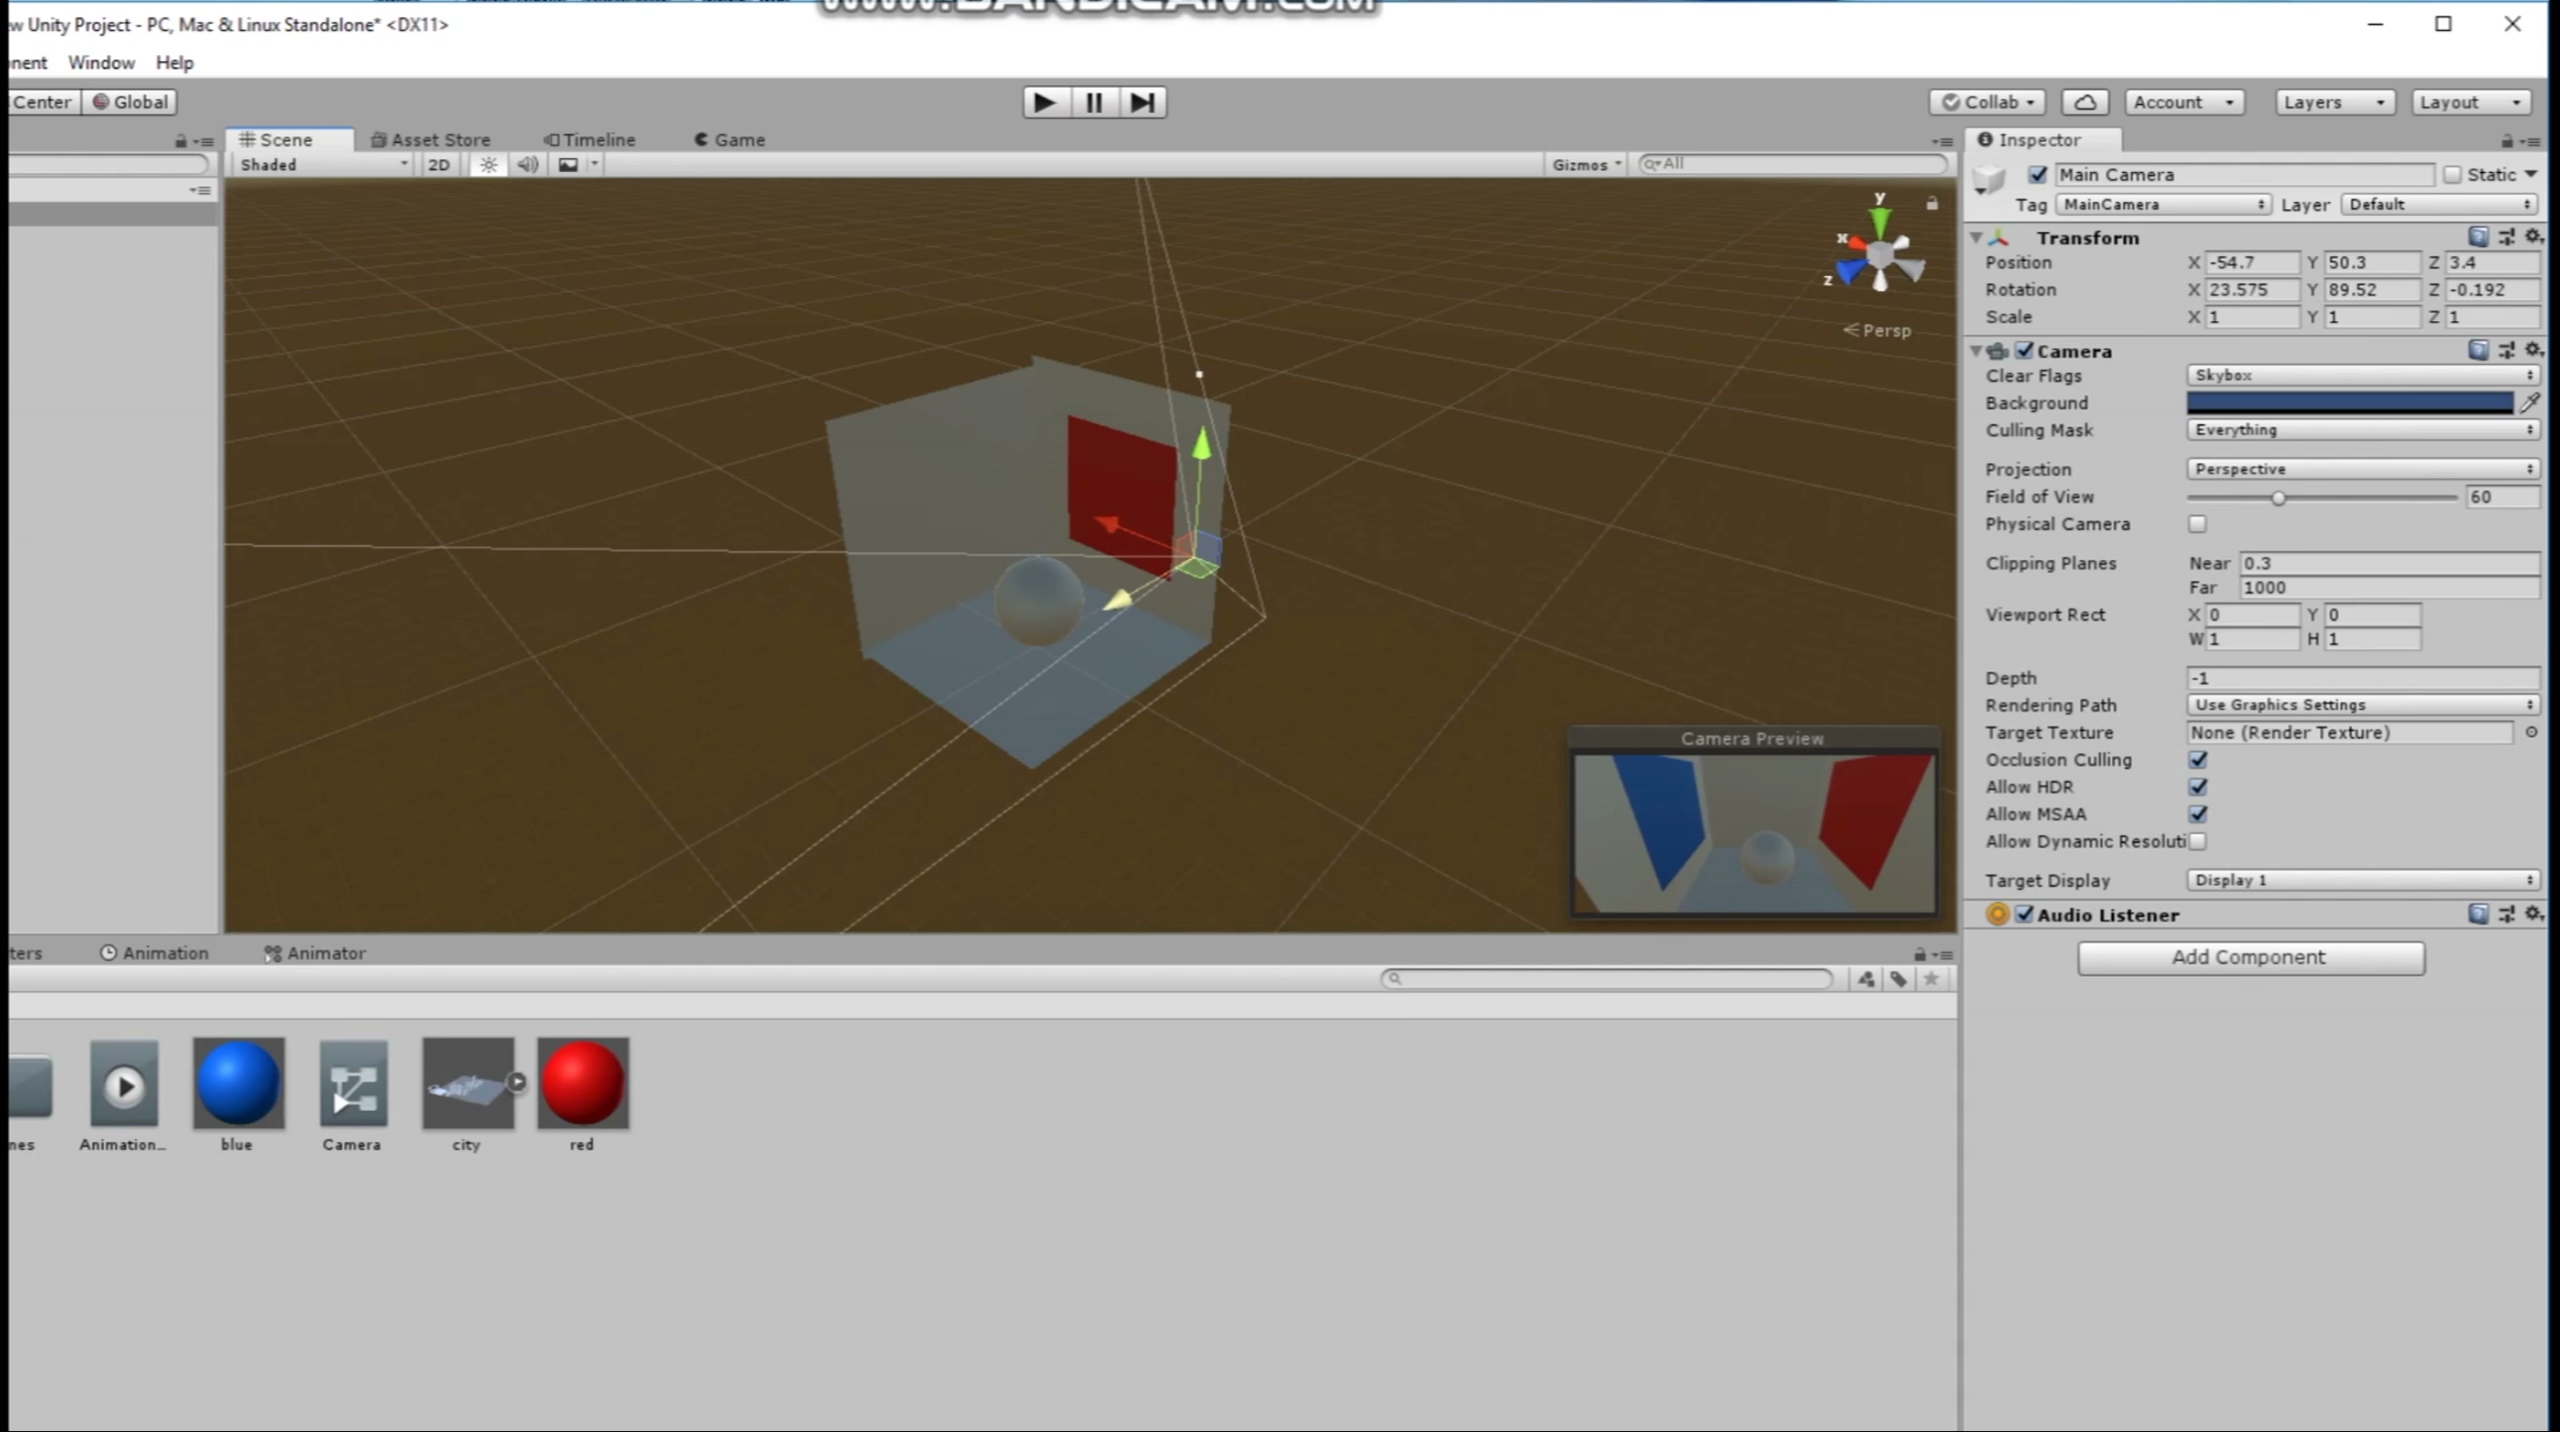 www.BANDICAM.com
w Unity Project - PC, Mac & Linux Standalone* <DX11>
nent Window Help
Center Global
Collab Account Layers Layout
Scene Asset Store Timeline Game
Shaded 2D Gizmos All
y
x
z
Persp
Camera Preview
Inspector
Main Camera Static
Tag MainCamera Layer Default
Transform
Position X -54.7 Y 50.3 Z 3.4
Rotation X 23.575 Y 89.52 Z -0.192
Scale X 1 Y 1 Z 1
Camera
Clear Flags Skybox
Background
Culling Mask Everything
Projection Perspective
Field of View 60
Physical Camera
Clipping Planes Near 0.3
Far 1000
Viewport Rect X 0 Y 0
W 1 H 1
Depth -1
Rendering Path Use Graphics Settings
Target Texture None (Render Texture)
Occlusion Culling
Allow HDR
Allow MSAA
Allow Dynamic Resoluti
Target Display Display 1
Audio Listener
Add Component
ters Animation Animator
nes Animation... blue Camera city red